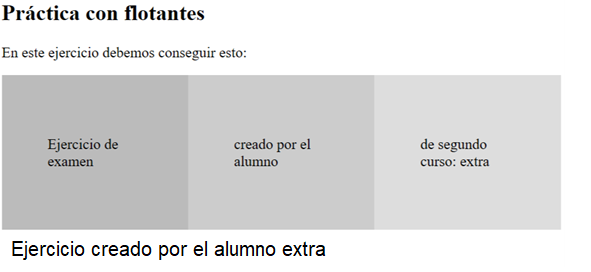 Práctica con flotantes
En este ejercicio debemos conseguir esto:
Ejercicio de
examen
creado por el
alumno
de segundo
curso: extra
Ejercicio creado por el alumno extra